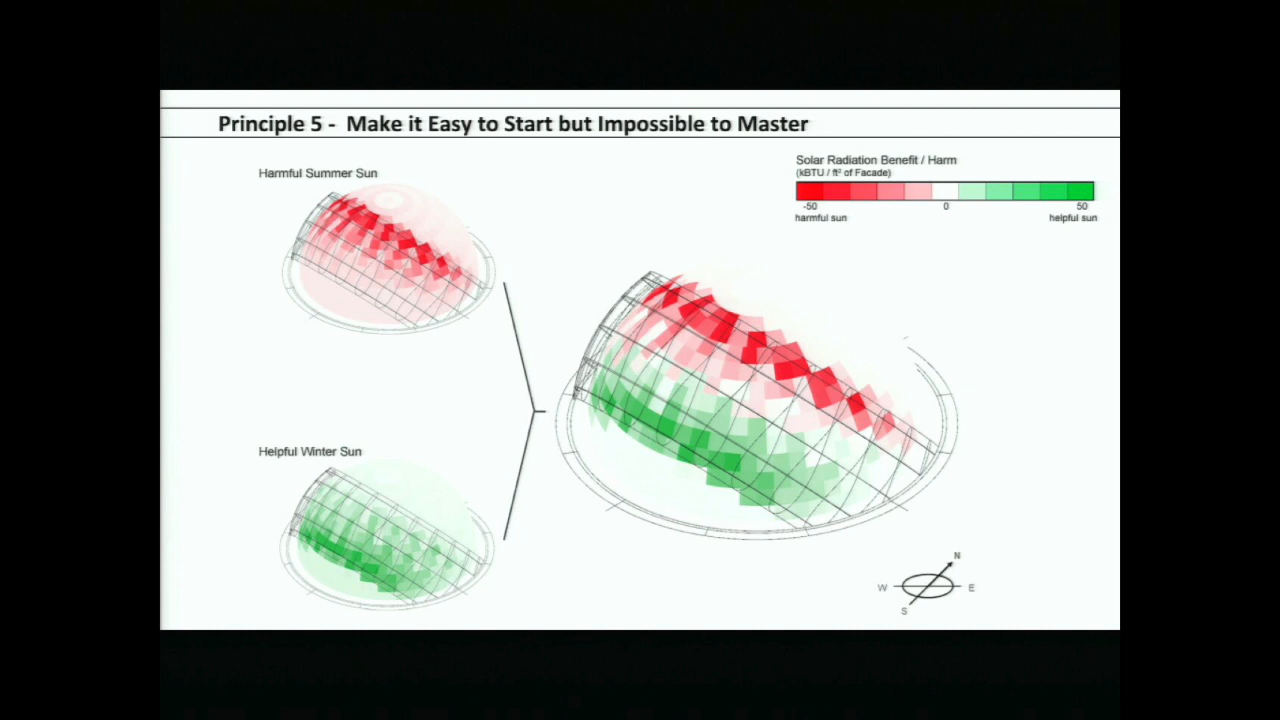 Principle 5 - Make it Easy to Start but Impossible to Master
Harmful Summer Sun
Solar Radiation Benefit / Harm
(kBTU / ft² of Facade)
-50 0 50
harmful sun helpful sun
Helpful Winter Sun
N
W E
S